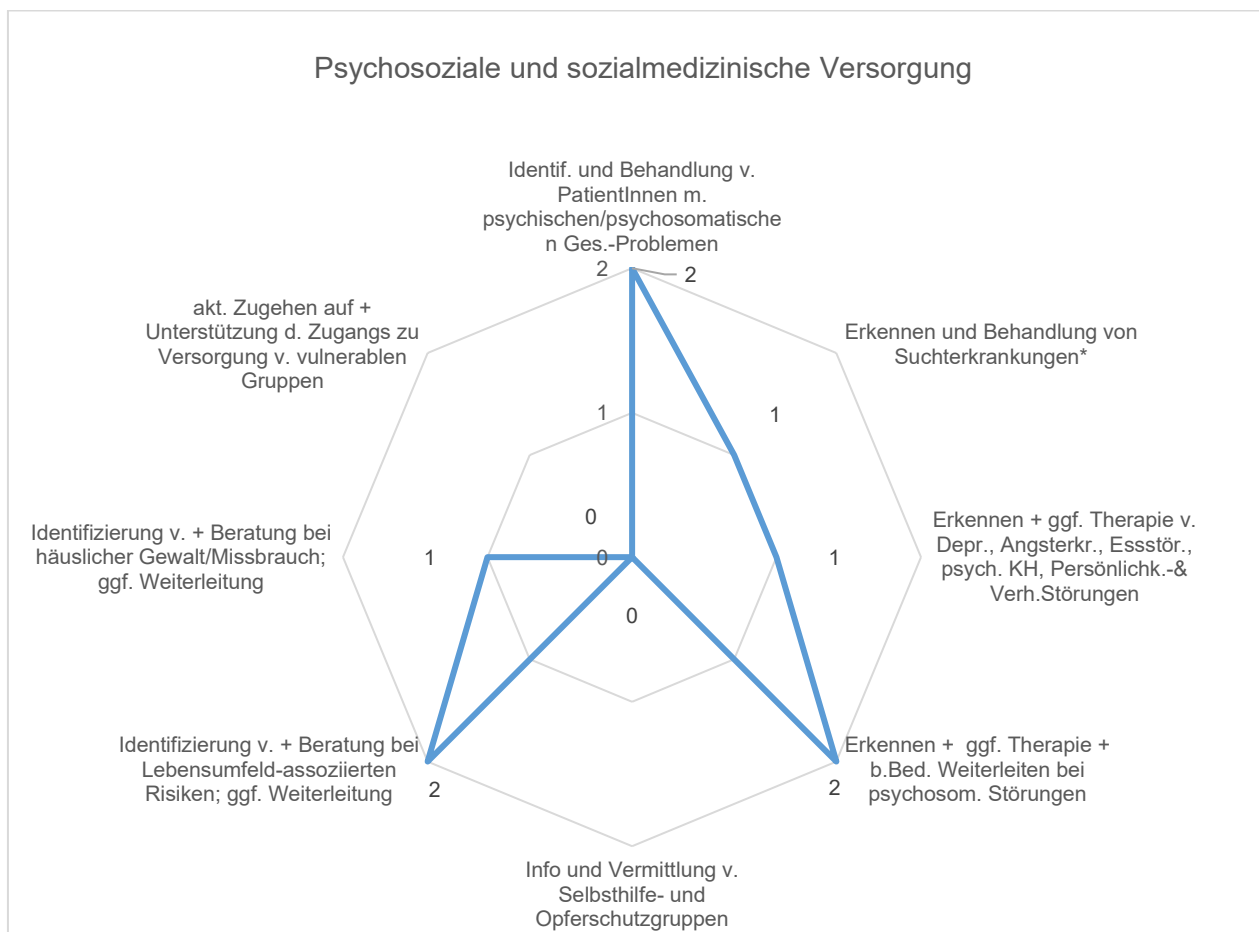 Psychosoziale und sozialmedizinische Versorgung
Identif. und Behandlung v.
PatientInnen m.
psychischen/psychosomatische
n Ges.-Problemen
2
2
akt. Zugehen auf +
Unterstützung d. Zugangs zu
Versorgung v. vulnerablen
Gruppen
Erkennen und Behandlung von
Suchterkrankungen*
1
1
0
Identifizierung v. + Beratung bei
häuslicher Gewalt/Missbrauch;
ggf. Weiterleitung
1
0
1
Erkennen + ggf. Therapie v.
Depr., Angsterkr., Essstör.,
psych. KH, Persönlichk.-&
Verh.Störungen
0
Identifizierung v. + Beratung bei
Lebensumfeld-assoziierten
Risiken; ggf. Weiterleitung
2
Erkennen + ggf. Therapie +
b.Bed. Weiterleiten bei
psychosom. Störungen
2
Info und Vermittlung v.
Selbsthilfe- und
Opferschutzgruppen